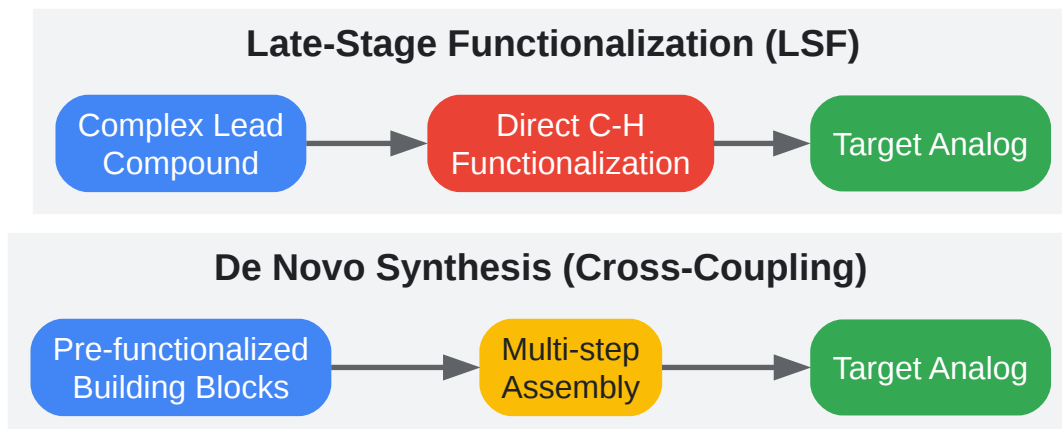 Late-Stage Functionalization (LSF)
Complex Lead
Compound
Direct C-H
Functionalization
Target Analog
De Novo Synthesis (Cross-Coupling)
Pre-functionalized
Building Blocks
Multi-step
Assembly
Target Analog